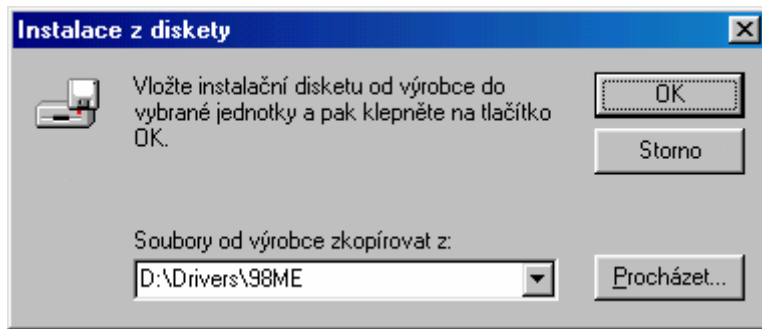 Instalace z diskety
Vložte instalační disketu od výrobce do
vybrané jednotky a pak klepněte na tlačítko
OK.
OK
Storno
Soubory od výrobce zkopírovat z:
D:\Drivers\98ME
Procházet...